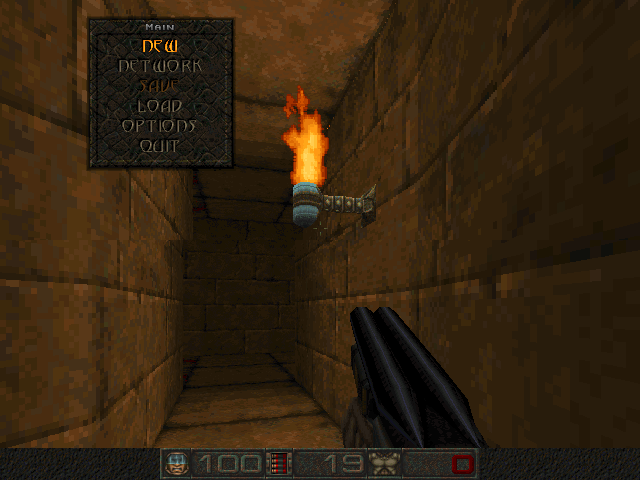 Main
NEW
NETWORK
SAVE
LOAD
OPTIONS
QUIT
100 19 0